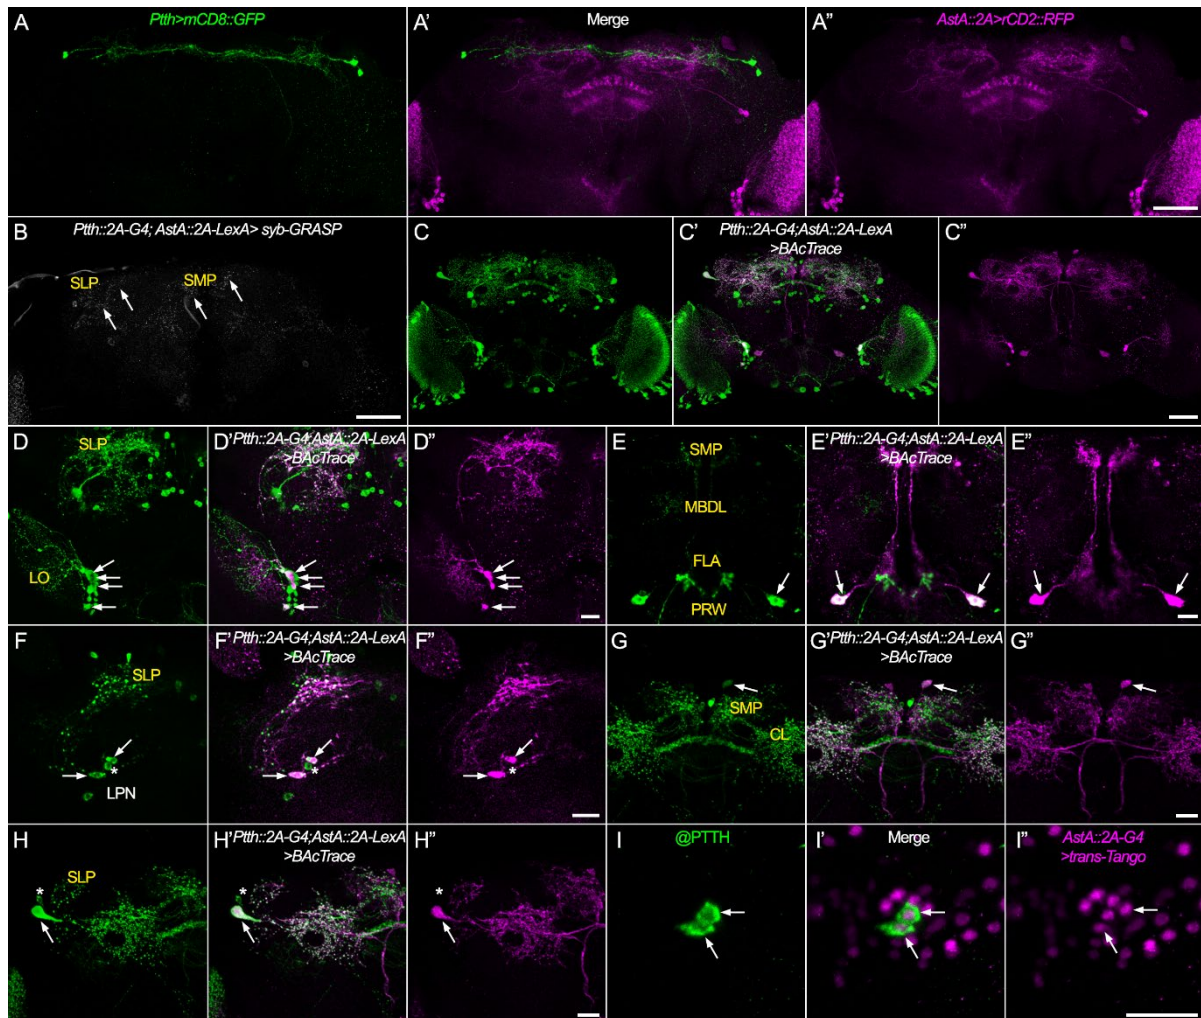 A
Ptth>mCD8::GFP
A'
Merge
A"
AstA::2A>rCD2::RFP
B
Ptth::2A-G4; AstA::2A-LexA> syb-GRASP
SLP
SMP
C
C'
Ptth::2A-G4;AstA::2A-LexA
>BAcTrace
C"
D
SLP
LO
D'
Ptth::2A-G4;AstA::2A-LexA
>BAcTrace
D"
E
SMP
MBDL
FLA
PRW
E'
Ptth::2A-G4;AstA::2A-LexA
>BAcTrace
E"
F
SLP
*
LPN
F'
Ptth::2A-G4;AstA::2A-LexA
>BAcTrace
*
F"
*
G
SMP
CL
G'
Ptth::2A-G4;AstA::2A-LexA
>BAcTrace
G"
H
*
SLP
H'
Ptth::2A-G4;AstA::2A-LexA
>BAcTrace
*
H"
*
I
@PTTH
I'
Merge
I"
AstA::2A-G4
>trans-Tango